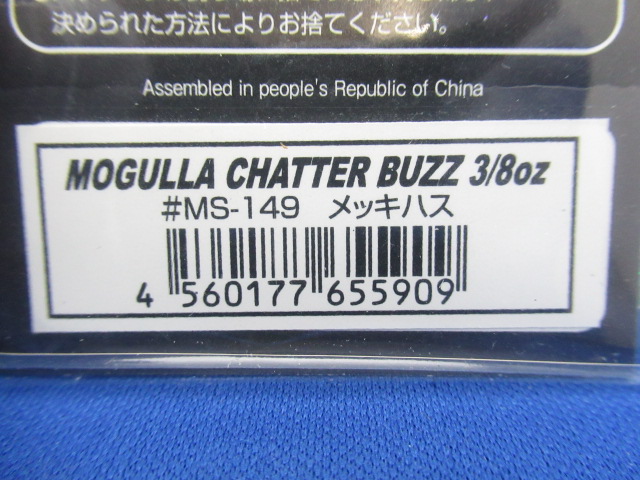 決められた方法によりお捨てください。
Assembled in people's Republic of China
MOGULLA CHATTER BUZZ 3/8oz
#MS-149 メッキハス
4 560177 655909